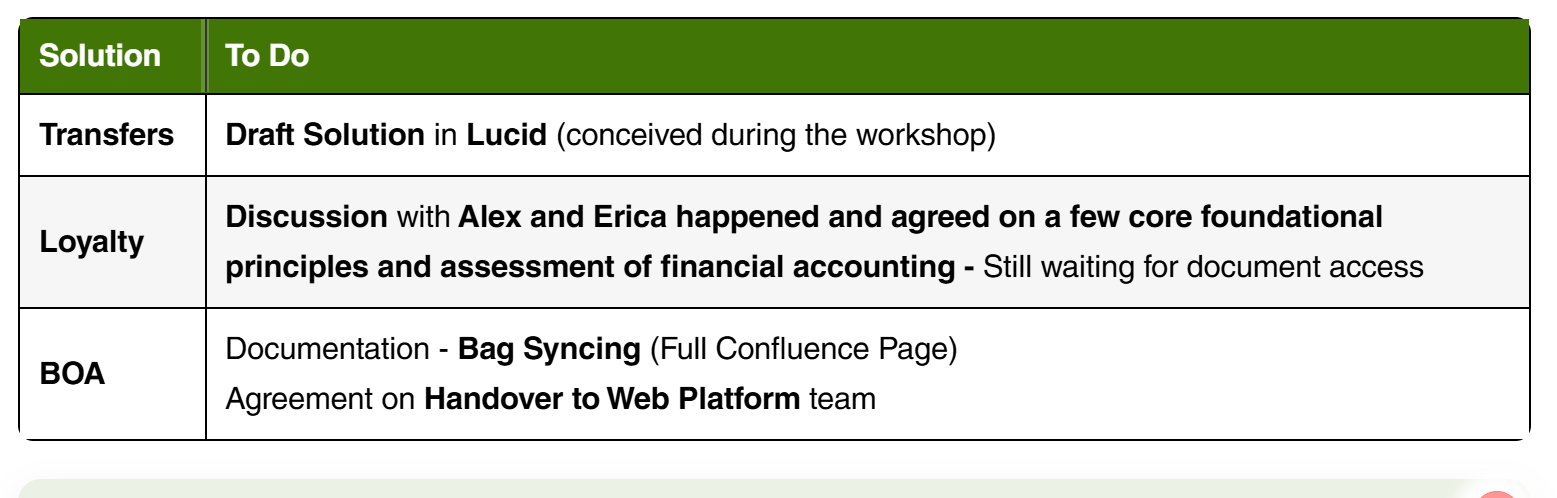 Solution To Do
Transfers Draft Solution in Lucid (conceived during the workshop)
Loyalty
Discussion with Alex and Erica happened and agreed on a few core foundational
principles and assessment of financial accounting - Still waiting for document access
BOA
Documentation - Bag Syncing (Full Confluence Page)
Agreement on Handover to Web Platform team